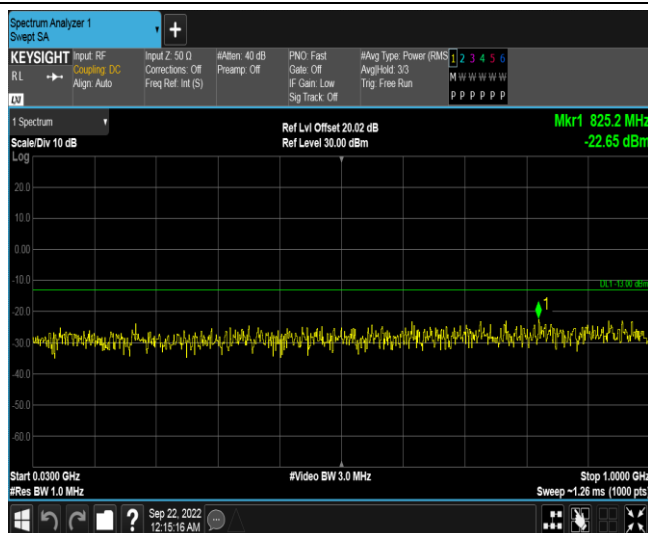 Spectrum Analyzer 1
Swept SA
+
KEYSIGHT Input: RF Input Z: 50 Ω #Atten: 40 dB PNO: Fast #Avg Type: Power (RMS 1 2 3 4 5 6
RL Coupling: DC Corrections: Off Preamp: Off Gate: Off Avg|Hold: 3/3 M W W W W W
Align: Auto Freq Ref: Int (S) IF Gain: Low Trig: Free Run
Sig Track: Off P P P P P P
LXI
1 Spectrum Ref Lvl Offset 20.02 dB Mkr1 825.2 MHz
Scale/Div 10 dB Ref Level 30.00 dBm -22.65 dBm
Log
20.0
10.0
0.00
-10.0
DL1 -13.00 dBm
-20.0
1
-30.0
-40.0
-50.0
-60.0
Start 0.0300 GHz #Video BW 3.0 MHz Stop 1.0000 GHz
#Res BW 1.0 MHz Sweep ~1.26 ms (1000 pts)
? Sep 22, 2022
12:15:16 AM